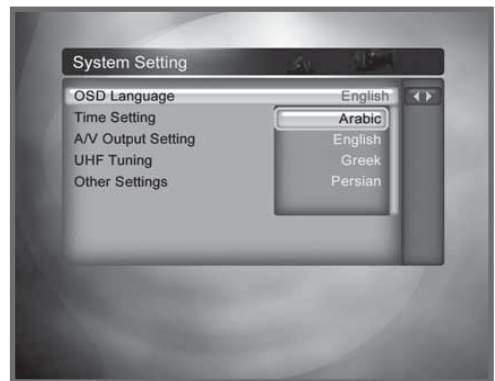 System Setting
OSD Language English
Time Setting Arabic
A/V Output Setting English
UHF Tuning Greek
Other Settings Persian